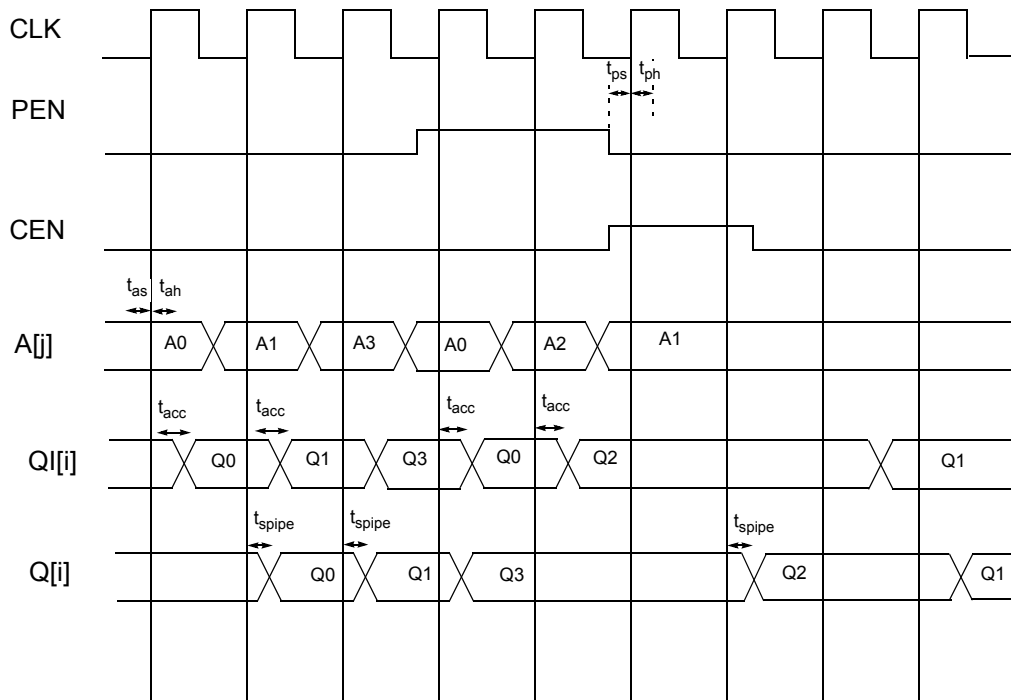 CLK
t_ps t_ph
PEN
CEN
t_as t_ah
A[j] A0 A1 A3 A0 A2 A1
t_acc t_acc t_acc t_acc
QI[i] Q0 Q1 Q3 Q0 Q2 Q1
t_spipe t_spipe t_spipe
Q[i] Q0 Q1 Q3 Q2 Q1